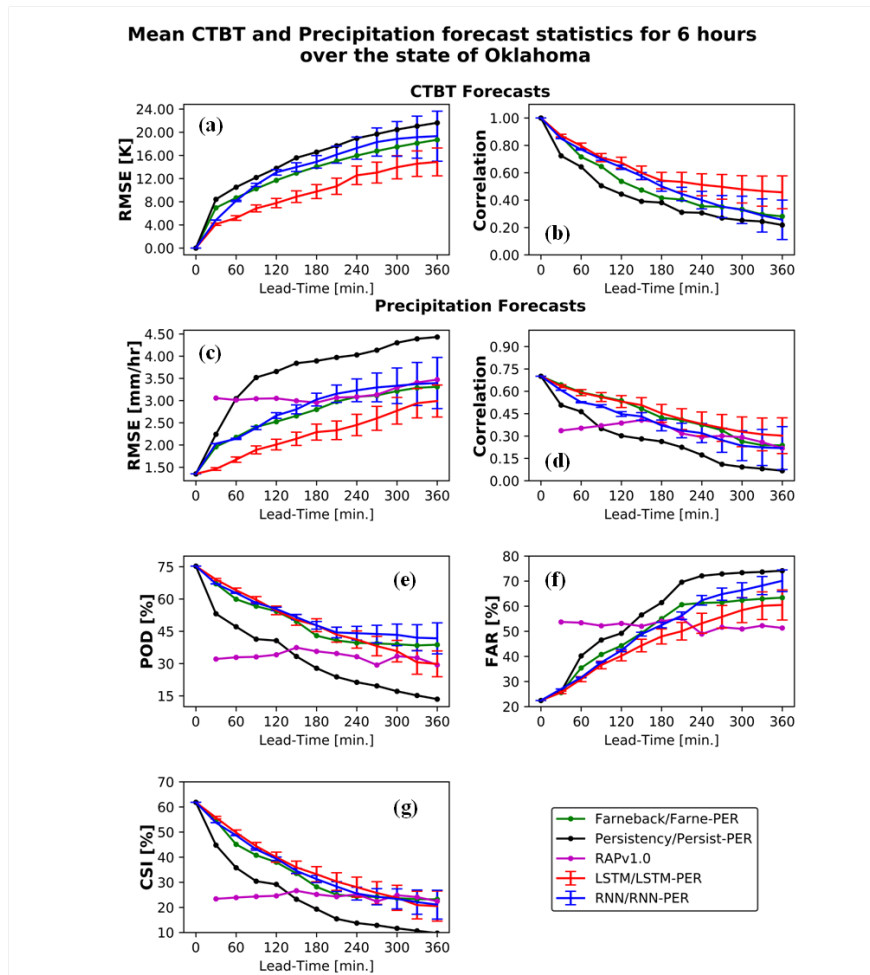 Mean CTBT and Precipitation forecast statistics for 6 hours
over the state of Oklahoma
CTBT Forecasts
RMSE [K]
24.00
20.00
16.00
12.00
8.00
4.00
0.00
(a)
0 60 120 180 240 300 360
Lead-Time [min.]
Correlation
1.00
0.80
0.60
0.40
0.20
0.00
(b)
0 60 120 180 240 300 360
Lead-Time [min.]
Precipitation Forecasts
RMSE [mm/hr]
4.50
4.00
3.50
3.00
2.50
2.00
1.50
(c)
0 60 120 180 240 300 360
Lead-Time [min.]
Correlation
0.90
0.75
0.60
0.45
0.30
0.15
0.00
(d)
0 60 120 180 240 300 360
Lead-Time [min.]
POD [%]
75
60
45
30
15
(e)
0 60 120 180 240 300 360
Lead-Time [min.]
FAR [%]
80
70
60
50
40
30
20
(f)
0 60 120 180 240 300 360
Lead-Time [min.]
CSI [%]
70
60
50
40
30
20
10
(g)
0 60 120 180 240 300 360
Lead-Time [min.]
Farneback/Farne-PER
Persistency/Persist-PER
RAPv1.0
LSTM/LSTM-PER
RNN/RNN-PER